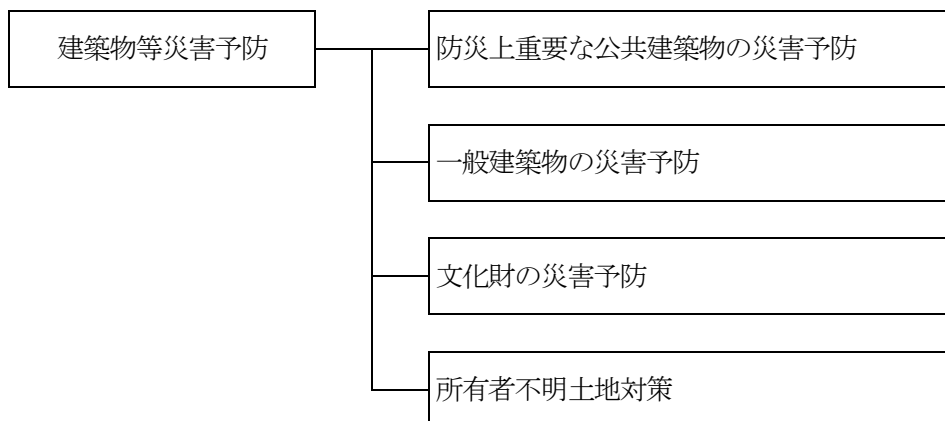 建築物等災害予防
防災上重要な公共建築物の災害予防
一般建築物の災害予防
文化財の災害予防
所有者不明土地対策